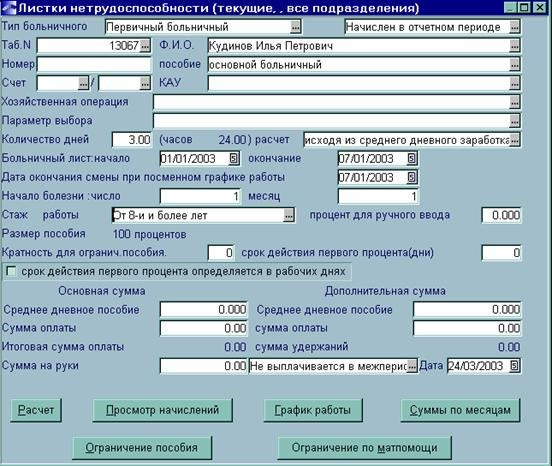 Листки нетрудоспособности (текущие, , все подразделения)
Тип больничного Первичный больничный ... Начислен в отчетном периоде ...
Таб.N 13067 ... Ф.И.О. Кудинов Илья Петрович ...
Номер пособие основной больничный ...
Счет ... / ... КАУ ...
Хозяйственная операция ...
Параметр выбора ...
Количество дней 3.00 (часов 24.00) расчет исходя из среднего дневного заработка ...
Больничный лист:начало 01/01/2003 окончание 07/01/2003
Дата окончания смены при посменном графике работы 07/01/2003
Начало болезни :число 1 месяц 1
Стаж работы От 8-и и более лет ... процент для ручного ввода 0.000
Размер пособия 100 процентов
Кратность для огранич.пособия. 0 срок действия первого процента(дни) 0
срок действия первого процента определяется в рабочих днях
Основная сумма Дополнительная сумма
Среднее дневное пособие 0.000 Среднее дневное пособие 0.000
Сумма оплаты 0.00 сумма оплаты 0.00
Итоговая сумма оплаты 0.00 сумма удержаний 0.00
Сумма на руки 0.00 Не выплачивается в межперис ... Дата 24/03/2003
Расчет Просмотр начислений График работы Суммы по месяцам
Ограничение пособия Ограничение по матпомощи